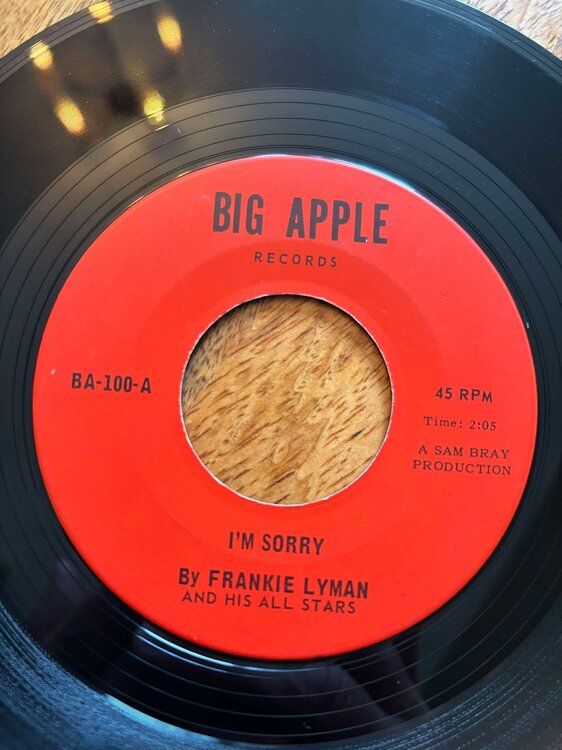 BIG APPLE
RECORDS
BA-100-A
45 RPM
Time: 2:05
A SAM BRAY
PRODUCTION
I'M SORRY
By FRANKIE LYMAN
AND HIS ALL STARS